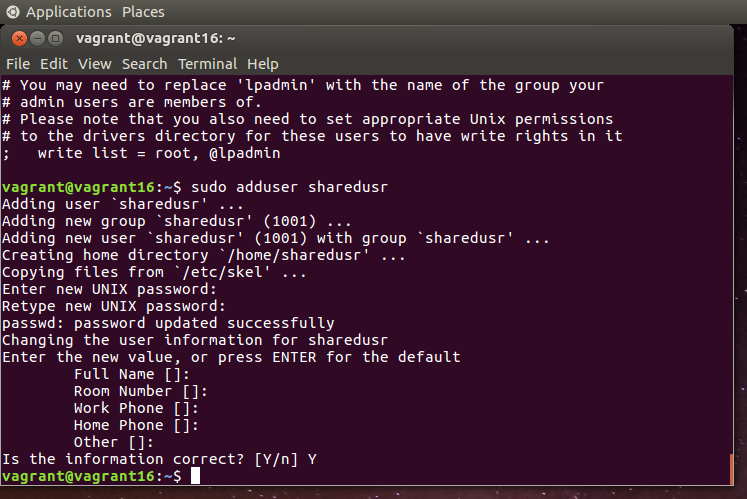 Applications Places
vagrant@vagrant16: ~
File Edit View Search Terminal Help
# You may need to replace 'lpadmin' with the name of the group your
# admin users are members of.
# Please note that you also need to set appropriate Unix permissions
# to the drivers directory for these users to have write rights in it
;   write list = root, @lpadmin

vagrant@vagrant16:~$ sudo adduser sharedusr
Adding user `sharedusr' ...
Adding new group `sharedusr' (1001) ...
Adding new user `sharedusr' (1001) with group `sharedusr' ...
Creating home directory `/home/sharedusr' ...
Copying files from `/etc/skel' ...
Enter new UNIX password:
Retype new UNIX password:
passwd: password updated successfully
Changing the user information for sharedusr
Enter the new value, or press ENTER for the default
        Full Name []:
        Room Number []:
        Work Phone []:
        Home Phone []:
        Other []:
Is the information correct? [Y/n] Y
vagrant@vagrant16:~$